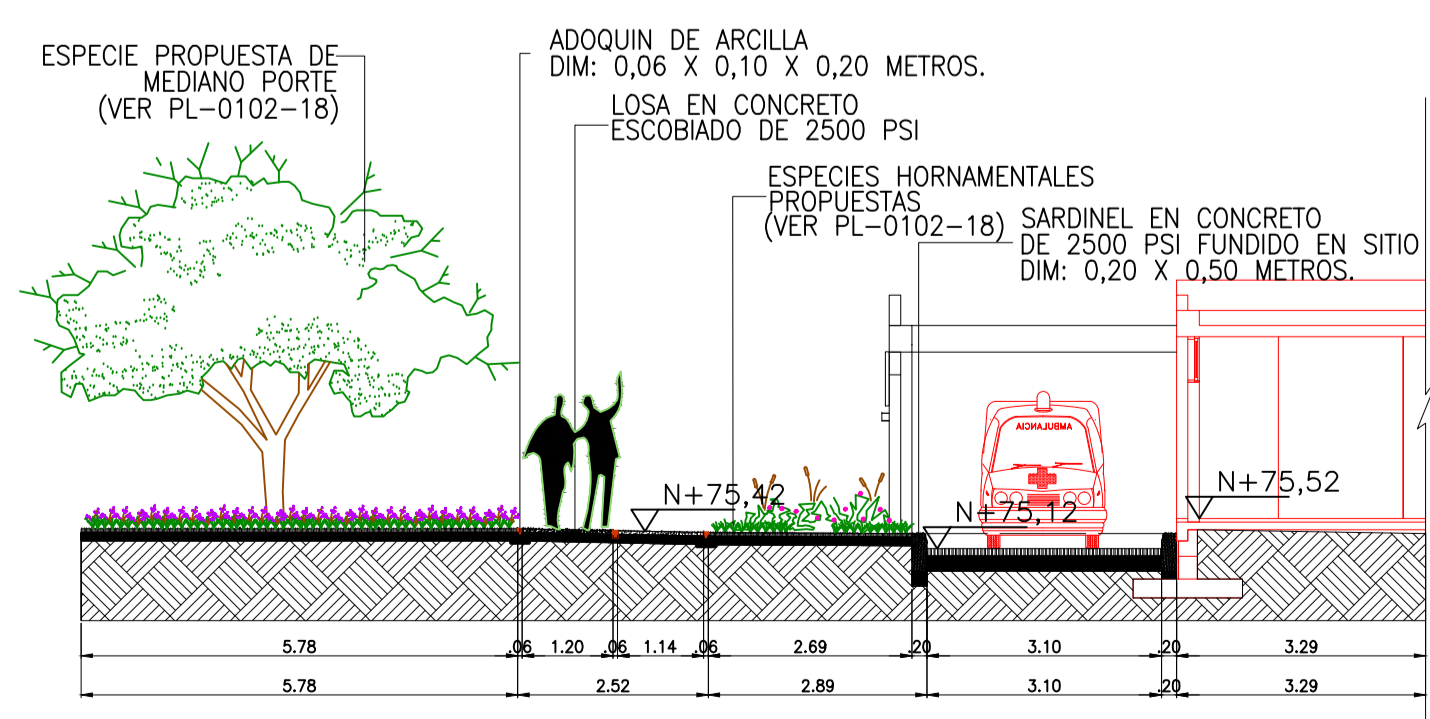 ESPECIE PROPUESTA DE
MEDIANO PORTE
(VER PL-0102-18)
ADOQUIN DE ARCILLA
DIM: 0,06 X 0,10 X 0,20 METROS.
LOSA EN CONCRETO
ESCOBIADO DE 2500 PSI
ESPECIES HORNAMENTALES
PROPUESTAS
(VER PL-0102-18)
SARDINEL EN CONCRETO
DE 2500 PSI FUNDIDO EN SITIO
DIM: 0,20 X 0,50 METROS.
AMBULANCIA
N+75,42
N+75,12
N+75,52
5.78 .06 1.20 .06 1.14 .06 2.69 .20 3.10 .20 3.29
5.78 2.52 2.89 3.10 .20 3.29